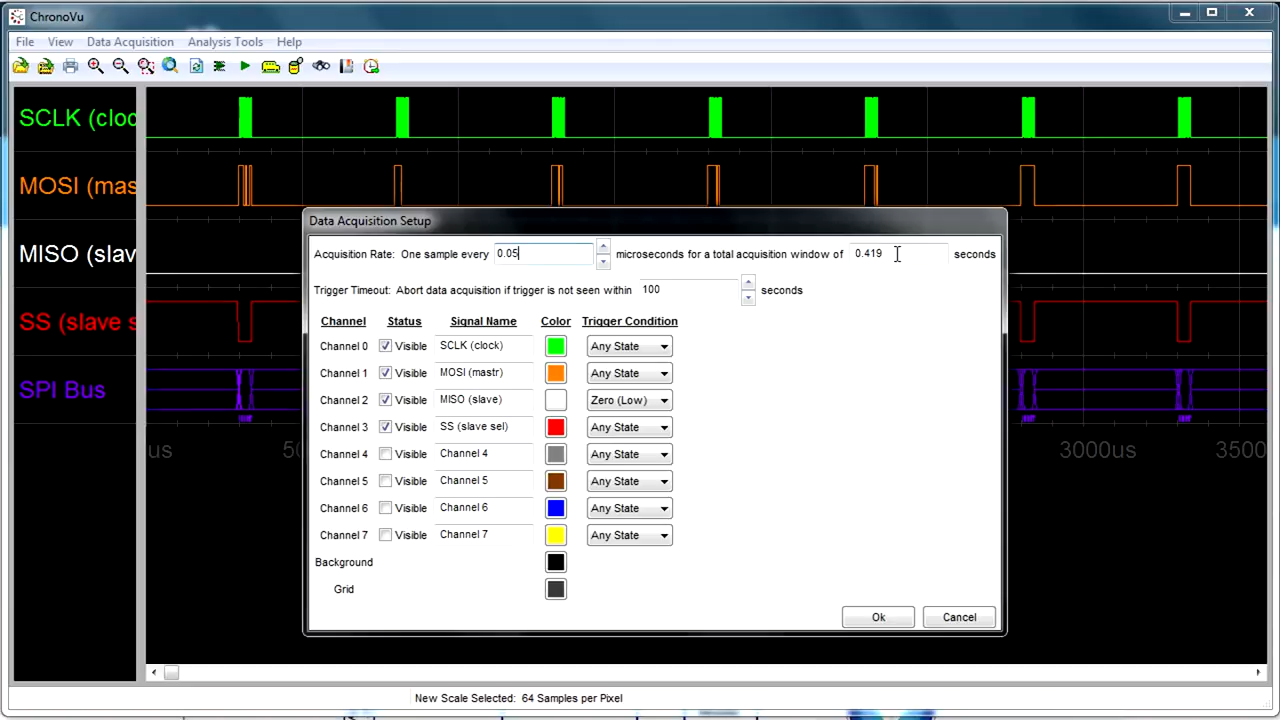 ChronoVu
File View Data Acquisition Analysis Tools Help
SCLK (cloc
MOSI (mas
MISO (slav
SS (slave s
SPI Bus
us 50 3000us 3500
Data Acquisition Setup
Acquisition Rate: One sample every 0.05 microseconds for a total acquisition window of 0.419 seconds
Trigger Timeout: Abort data acquisition if trigger is not seen within 100 seconds
Channel Status Signal Name Color Trigger Condition
Channel 0 Visible SCLK (clock) Any State
Channel 1 Visible MOSI (mastr) Any State
Channel 2 Visible MISO (slave) Zero (Low)
Channel 3 Visible SS (slave sel) Any State
Channel 4 Visible Channel 4 Any State
Channel 5 Visible Channel 5 Any State
Channel 6 Visible Channel 6 Any State
Channel 7 Visible Channel 7 Any State
Background
Grid
Ok Cancel
New Scale Selected: 64 Samples per Pixel